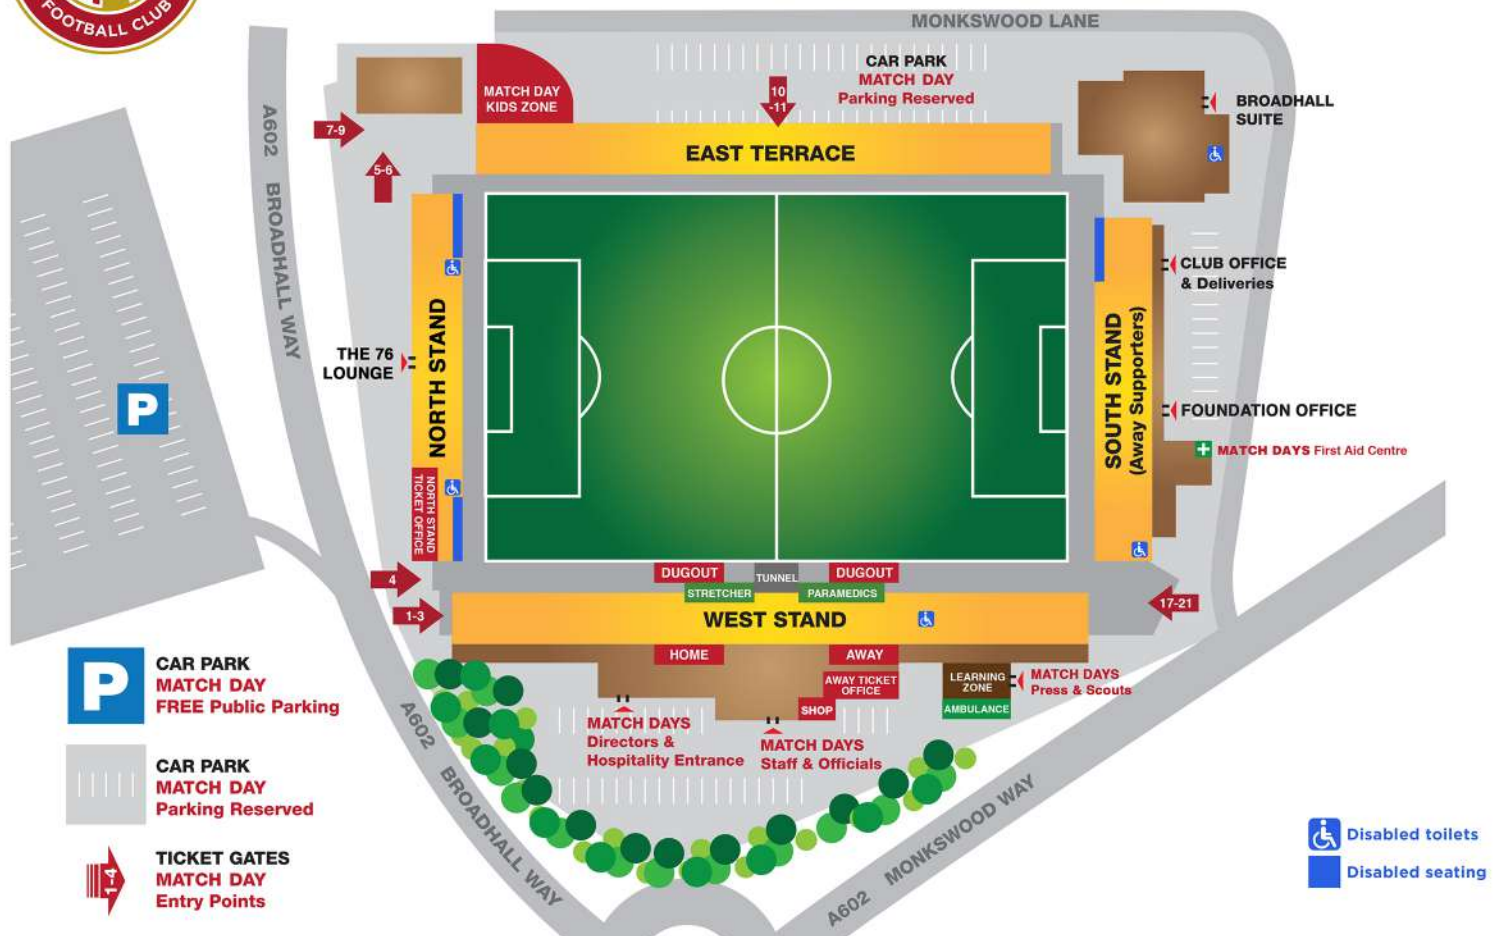 FOOTBALL CLUB
MONKSWOOD LANE
CAR PARK
MATCH DAY
Parking Reserved
MATCH DAY
KIDS ZONE
10
-11
BROADHALL
SUITE
7-9
5-6
EAST TERRACE
A602 BROADHALL WAY
CLUB OFFICE
& Deliveries
THE 76
LOUNGE
NORTH STAND
SOUTH STAND
(Away Supporters)
P
FOUNDATION OFFICE
MATCH DAYS First Aid Centre
NORTH STAND
TICKET OFFICE
4
1-3
17-21
DUGOUT
TUNNEL
DUGOUT
STRETCHER
PARAMEDICS
WEST STAND
HOME
AWAY
AWAY TICKET
OFFICE
SHOP
LEARNING
ZONE
AMBULANCE
MATCH DAYS
Press & Scouts
MATCH DAYS
Directors &
Hospitality Entrance
MATCH DAYS
Staff & Officials
A602 BROADHALL WAY
A602 MONKSWOOD WAY
P
CAR PARK
MATCH DAY
FREE Public Parking
CAR PARK
MATCH DAY
Parking Reserved
1-4
TICKET GATES
MATCH DAY
Entry Points
Disabled toilets
Disabled seating